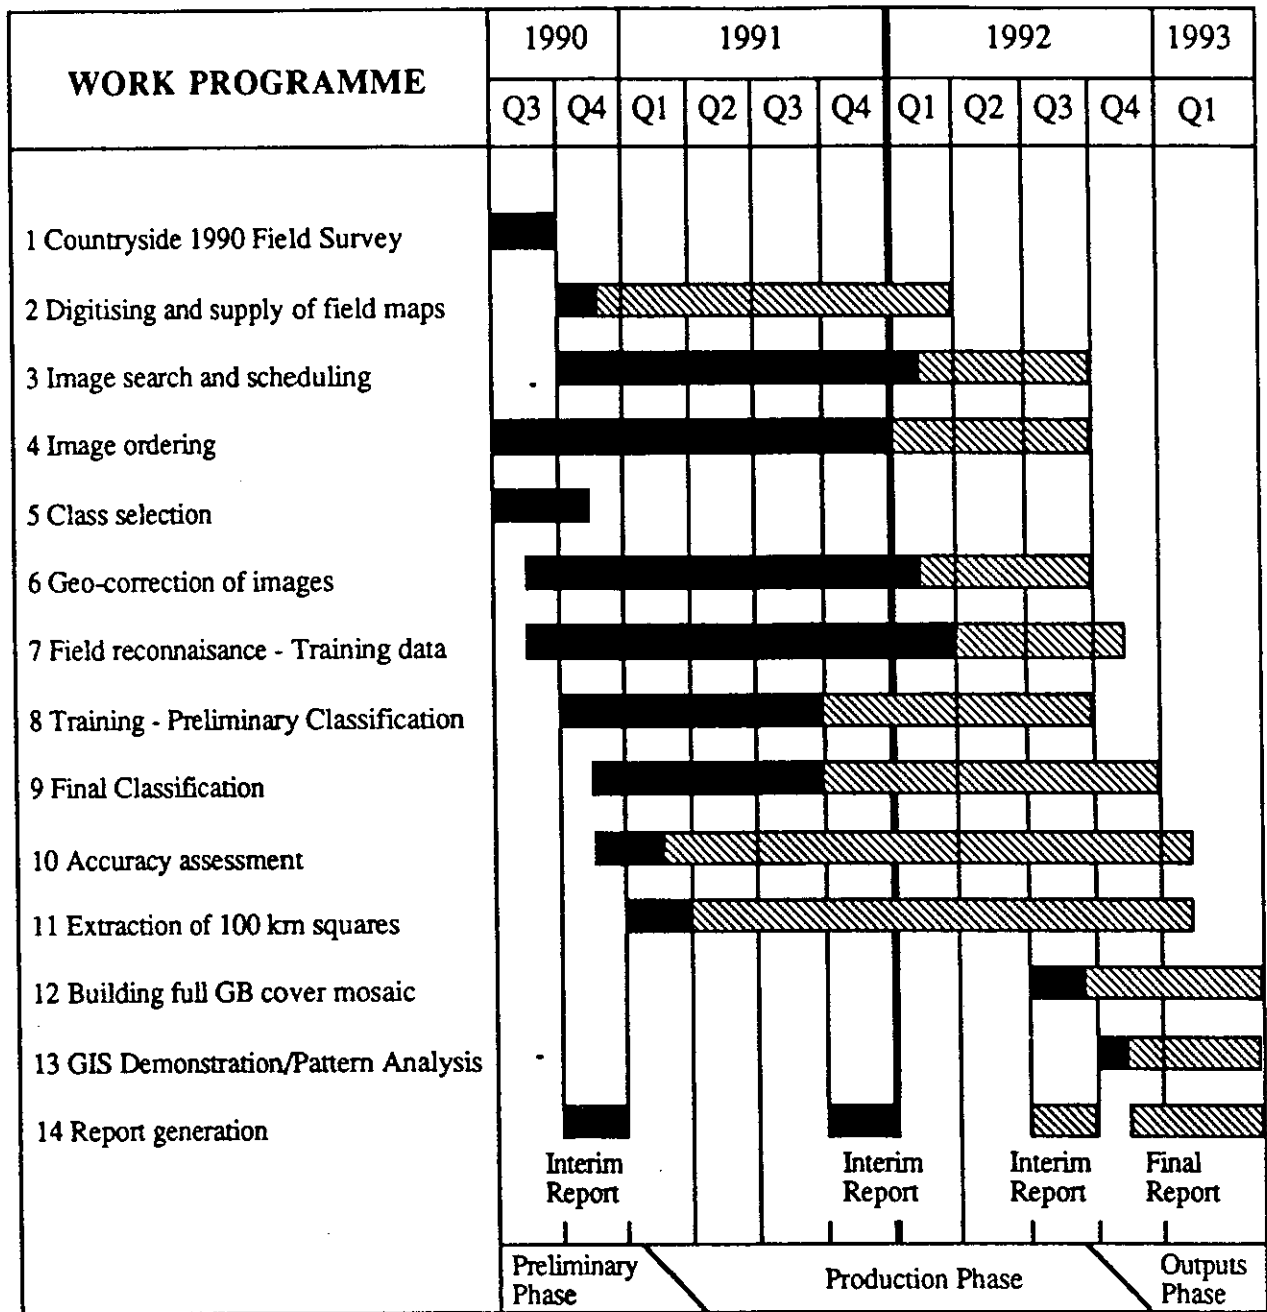 WORK PROGRAMME
1990 1991 1992 1993
Q3 Q4 Q1 Q2 Q3 Q4 Q1 Q2 Q3 Q4 Q1
1 Countryside 1990 Field Survey
2 Digitising and supply of field maps
3 Image search and scheduling
4 Image ordering
5 Class selection
6 Geo-correction of images
7 Field reconnaisance - Training data
8 Training - Preliminary Classification
9 Final Classification
10 Accuracy assessment
11 Extraction of 100 km squares
12 Building full GB cover mosaic
13 GIS Demonstration/Pattern Analysis
14 Report generation
Interim Report
Interim Report
Interim Report
Final Report
Preliminary Phase
Production Phase
Outputs Phase